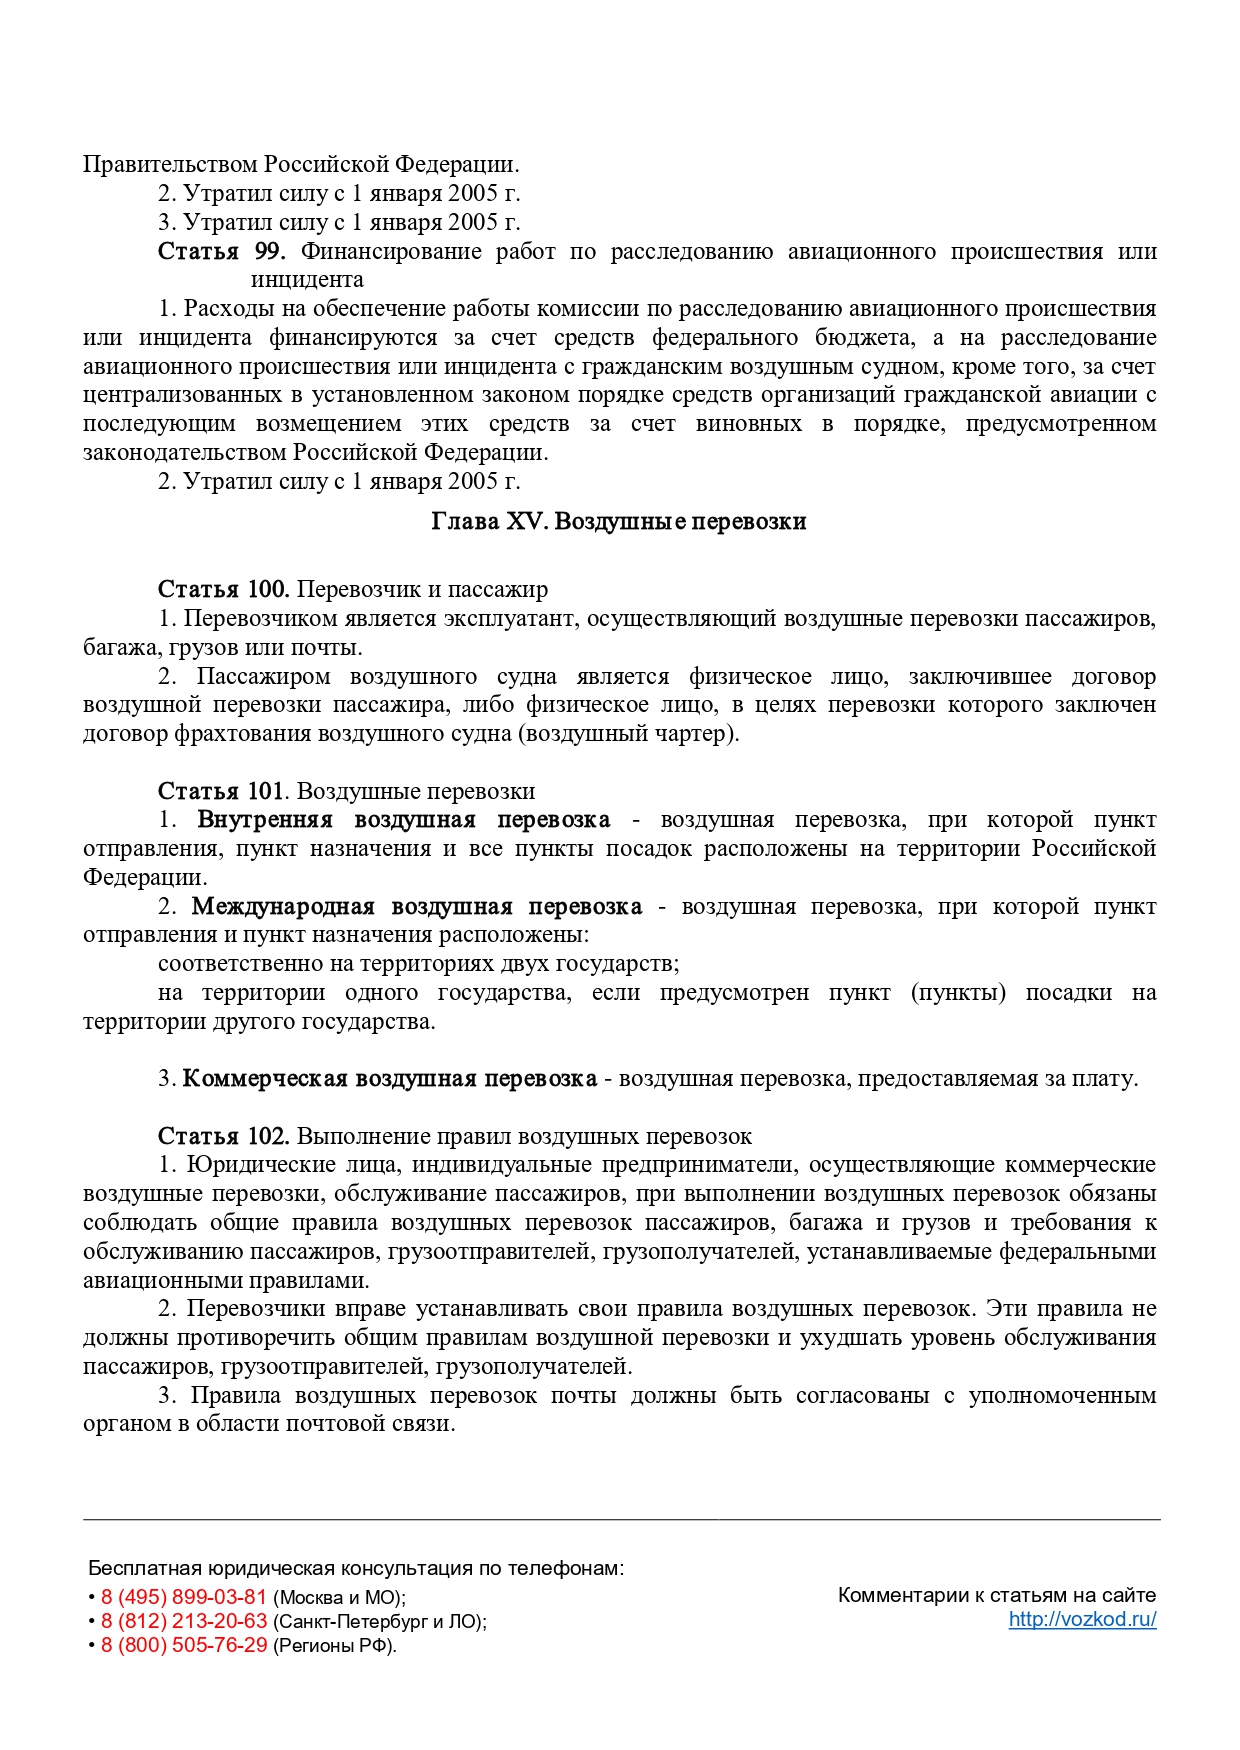 Правительством Российской Федерации.
2. Утратил силу с 1 января 2005 г.
3. Утратил силу с 1 января 2005 г.
Статья 99. Финансирование работ по расследованию авиационного происшествия или
инцидента
1. Расходы на обеспечение работы комиссии по расследованию авиационного происшествия
или инцидента финансируются за счет средств федерального бюджета, а на расследование
авиационного происшествия или инцидента с гражданским воздушным судном, кроме того, за счет
централизованных в установленном законом порядке средств организаций гражданской авиации с
последующим возмещением этих средств за счет виновных в порядке, предусмотренном
законодательством Российской Федерации.
2. Утратил силу с 1 января 2005 г.
Глава XV. Воздушные перевозки
Статья 100. Перевозчик и пассажир
1. Перевозчиком является эксплуатант, осуществляющий воздушные перевозки пассажиров,
багажа, грузов или почты.
2. Пассажиром воздушного судна является физическое лицо, заключившее договор
воздушной перевозки пассажира, либо физическое лицо, в целях перевозки которого заключен
договор фрахтования воздушного судна (воздушный чартер).
Статья 101. Воздушные перевозки
1. Внутренняя воздушная перевозка - воздушная перевозка, при которой пункт
отправления, пункт назначения и все пункты посадок расположены на территории Российской
Федерации.
2. Международная воздушная перевозка - воздушная перевозка, при которой пункт
отправления и пункт назначения расположены:
соответственно на территориях двух государств;
на территории одного государства, если предусмотрен пункт (пункты) посадки на
территории другого государства.
3. Коммерческая воздушная перевозка - воздушная перевозка, предоставляемая за плату.
Статья 102. Выполнение правил воздушных перевозок
1. Юридические лица, индивидуальные предприниматели, осуществляющие коммерческие
воздушные перевозки, обслуживание пассажиров, при выполнении воздушных перевозок обязаны
соблюдать общие правила воздушных перевозок пассажиров, багажа и грузов и требования к
обслуживанию пассажиров, грузоотправителей, грузополучателей, устанавливаемые федеральными
авиационными правилами.
2. Перевозчики вправе устанавливать свои правила воздушных перевозок. Эти правила не
должны противоречить общим правилам воздушной перевозки и ухудшать уровень обслуживания
пассажиров, грузоотправителей, грузополучателей.
3. Правила воздушных перевозок почты должны быть согласованы с уполномоченным
органом в области почтовой связи.
Бесплатная юридическая консультация по телефонам:
• 8 (495) 899-03-81 (Москва и МО);
• 8 (812) 213-20-63 (Санкт-Петербург и ЛО);
• 8 (800) 505-76-29 (Регионы РФ).
Комментарии к статьям на сайте
http://vozkod.ru/